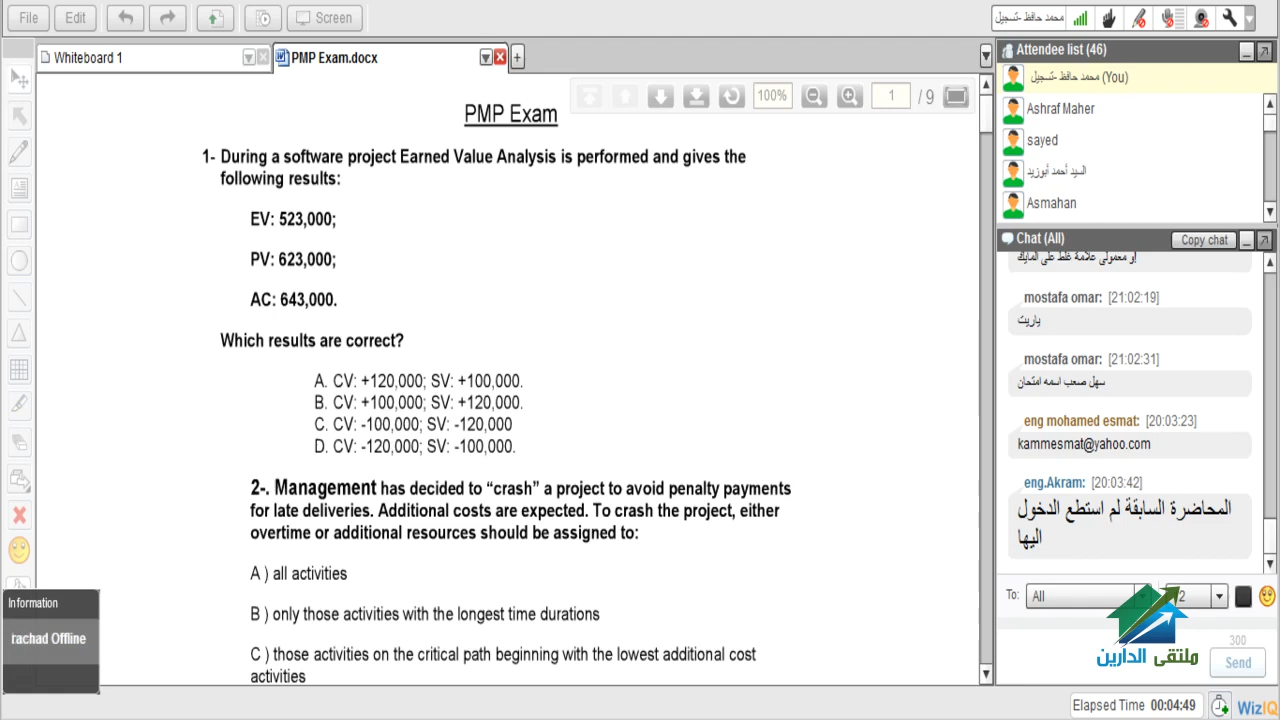 File
Edit
Screen
محمد حافظ -تسجيل
Whiteboard 1
PMP Exam.docx
100%
1
/ 9
PMP Exam
1- During a software project Earned Value Analysis is performed and gives the
following results:
EV: 523,000;
PV: 623,000;
AC: 643,000.
Which results are correct?
A. CV: +120,000; SV: +100,000.
B. CV: +100,000; SV: +120,000.
C. CV: -100,000; SV: -120,000
D. CV: -120,000; SV: -100,000.
2-. Management has decided to “crash” a project to avoid penalty payments
for late deliveries. Additional costs are expected. To crash the project, either
overtime or additional resources should be assigned to:
A ) all activities
B ) only those activities with the longest time durations
C ) those activities on the critical path beginning with the lowest additional cost
activities
Information
rachad Offline
Attendee list (46)
محمد حافظ -تسجيل (You)
Ashraf Maher
sayed
السيد أحمد أبوزيد
Asmahan
Chat (All)
Copy chat
و معمولى علامة غلط على المايك!
mostafa omar: [21:02:19]
ياريت
mostafa omar: [21:02:31]
سهل صعب اسمه امتحان
eng mohamed esmat: [20:03:23]
kammesmat@yahoo.com
eng.Akram: [20:03:42]
المحاضرة السابقة لم استطع الدخول
اليها
To:
All
2
ملتقى الدارين
300
Send
Elapsed Time 00:04:49
WizIQ